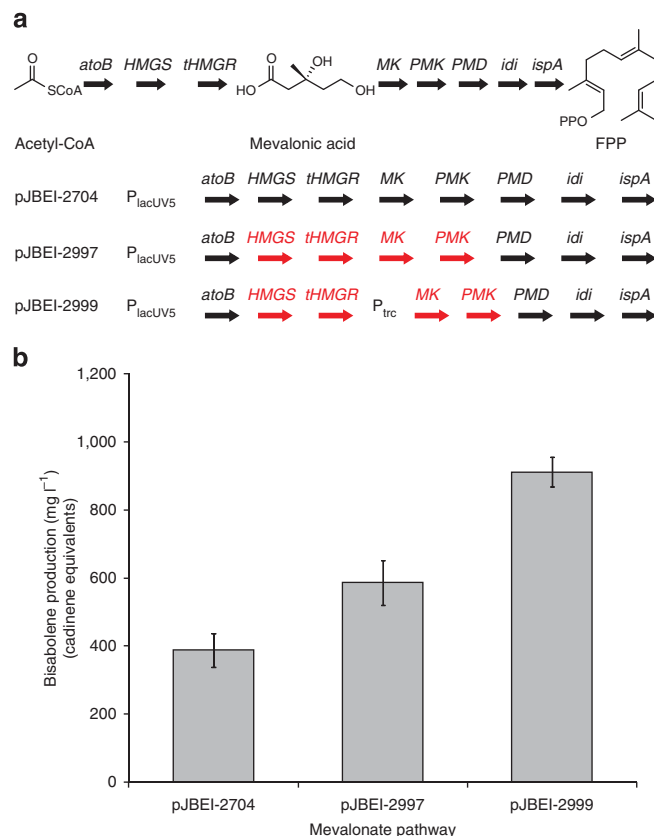 a
atoB HMGS tHMGR MK PMK PMD idi ispA
O SCoA HO O OH OH PPO
Acetyl-CoA Mevalonic acid FPP
atoB HMGS tHMGR MK PMK PMD idi ispA
pJBEI-2704 PlacUV5
atoB HMGS tHMGR MK PMK PMD idi ispA
pJBEI-2997 PlacUV5
atoB HMGS tHMGR MK PMK PMD idi ispA
pJBEI-2999 PlacUV5 Ptrc
b
Bisabolene production (mg l⁻¹)
(cadinene equivalents)
1,200
1,000
800
600
400
200
0
pJBEI-2704 pJBEI-2997 pJBEI-2999
Mevalonate pathway